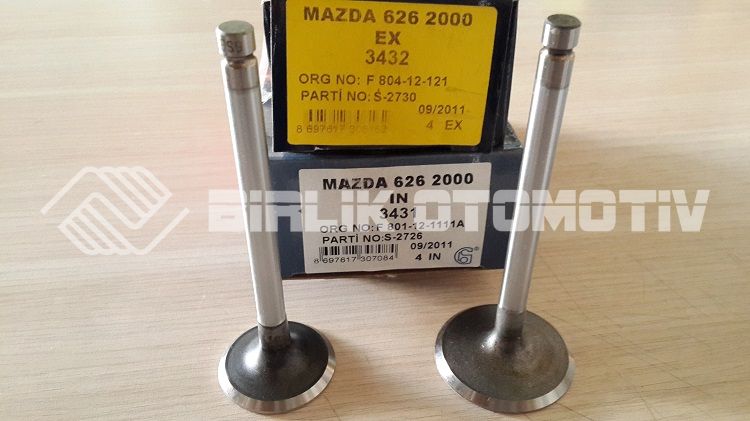 MAZDA 626 2000
EX
3432
ORG NO: F 804-12-121
PARTİ NO: S-2730
09/2011
4 EX
MAZDA 626 2000
IN
3431
ORG NO: F 801-12-1111A
PARTİ NO:S-2726
09/2011
8 697617 307084
4 IN
BİRLİK OTOMOTİV